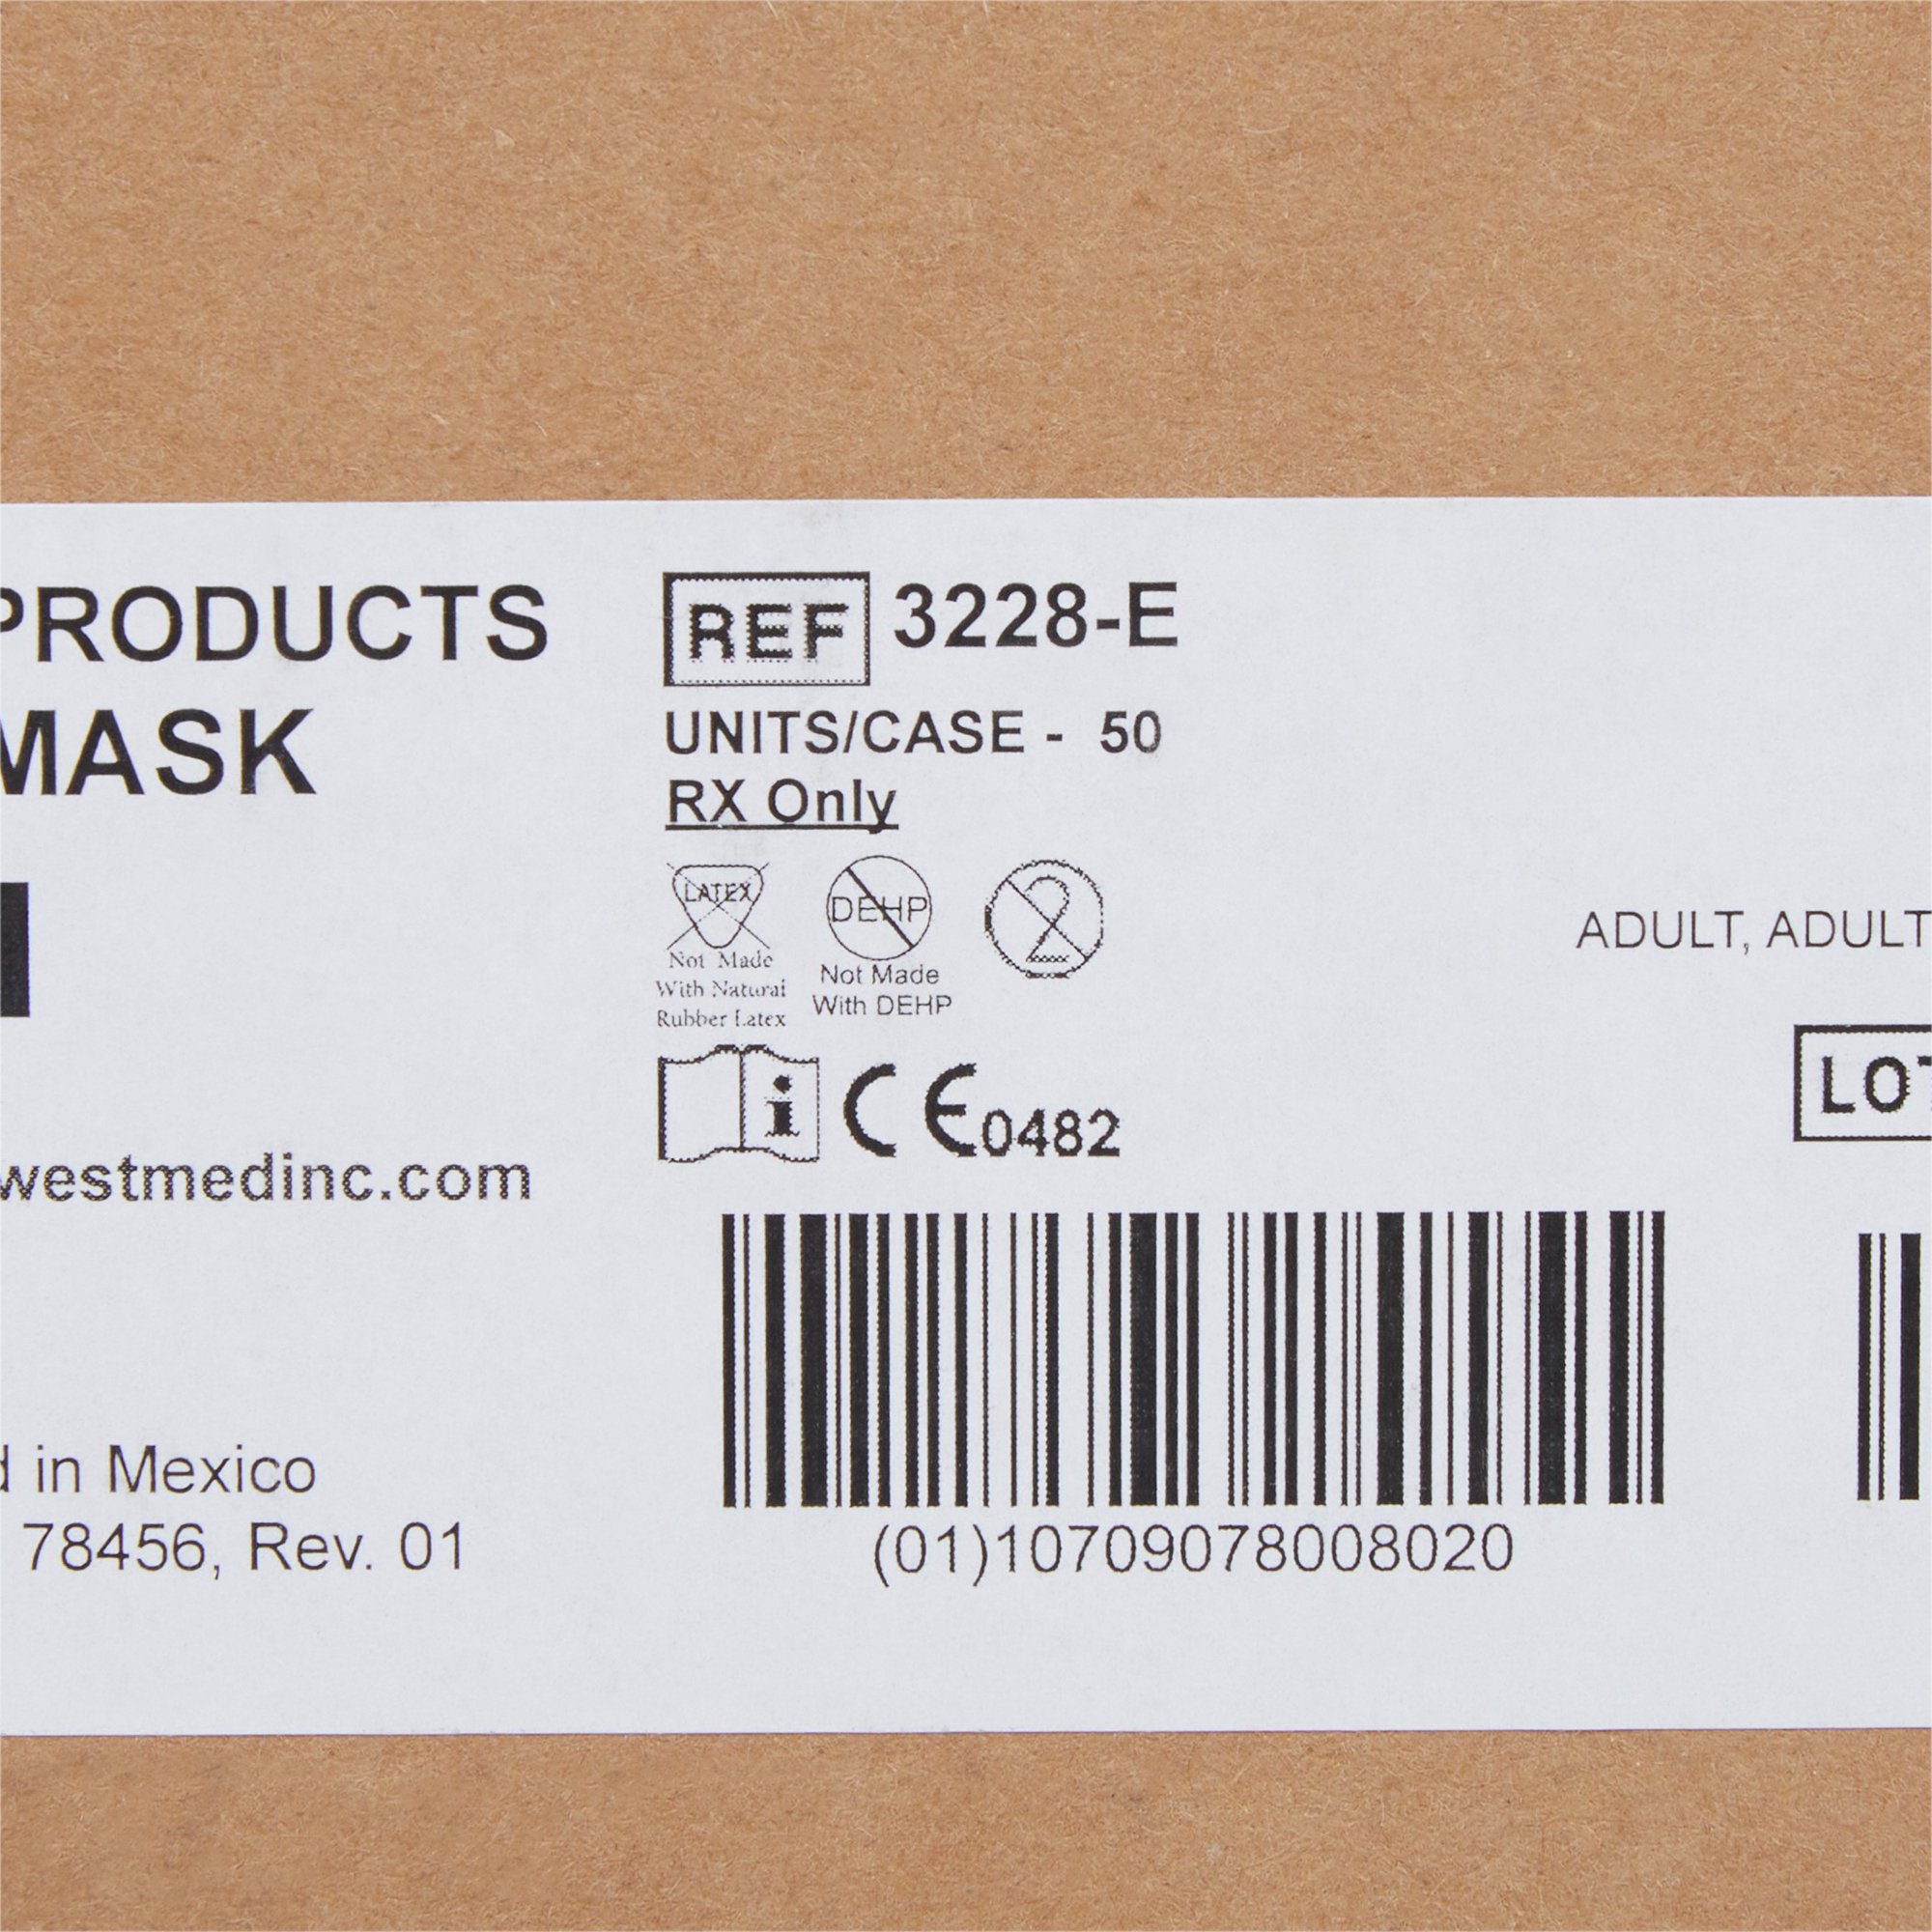 PRODUCTS
MASK
westmedinc.com
d in Mexico
78456, Rev. 01
REF 3228-E
UNITS/CASE - 50
RX Only
LATEX
Not Made
With Natural
Rubber Latex
DEHP
Not Made
With DEHP
2
i CE0482
(01)10709078008020
ADULT, ADULT
LOT